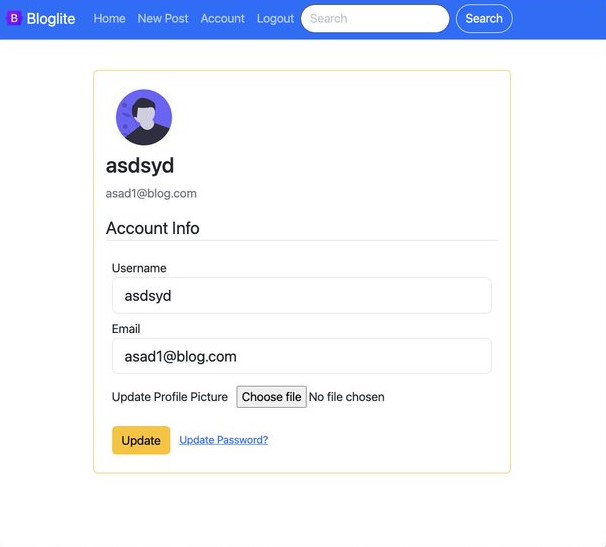 B Bloglite Home New Post Account Logout Search Search
asdsyd
asad1@blog.com
Account Info
Username
asdsyd
Email
asad1@blog.com
Update Profile Picture Choose file No file chosen
Update Update Password?